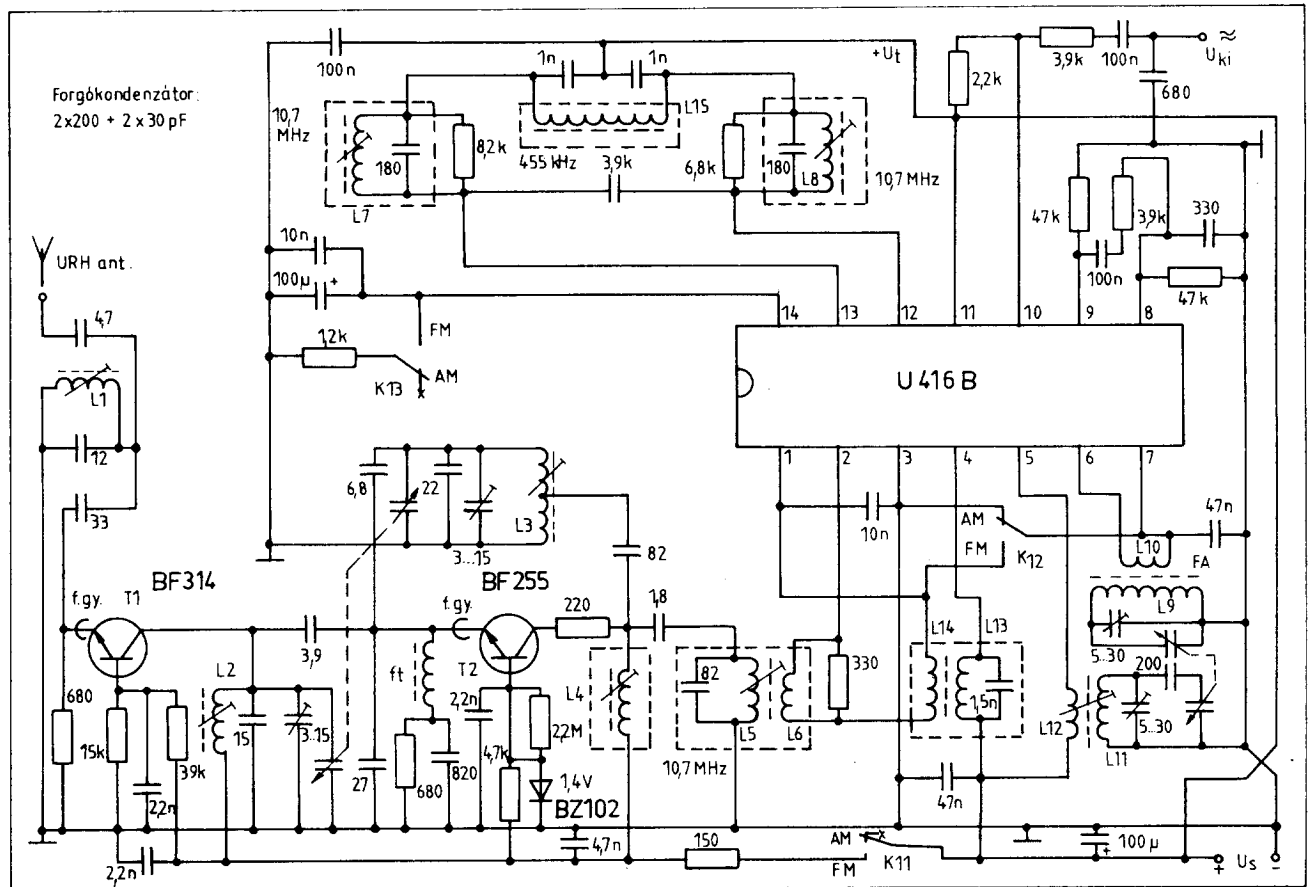 Forgókondenzátor:
2x200 + 2x30 pF
100n
1n
1n
+Ut
2,2k
3,9k
100n
Uki
680
10,7
MHz
180
8,2k
L15
455 kHz
3,9k
6,8k
180
L8
10,7 MHz
L7
47k
3,9k
330
100n
47k
10n
100µ
+
URH ant.
4,7
L1
12
33
1,2k
FM
AM
K13
14
13
12
11
10
9
8
U 416 B
1
2
3
4
5
6
7
6,8
22
3...15
L3
82
10n
AM
FM
K12
L10
47n
FA
BF314
f.gy.
T1
BF255
f.gy.
T2
220
1,8
3,9
L9
5...30
200
L14
L13
680
15k
2,2n
39k
L2
15
3...15
27
ft
680
820
2,2n
4,7k
2,2M
1,4V
BZ102
L4
82
L5
L6
10,7 MHz
330
1,5n
L12
5...30
L11
47n
2,2n
4,7n
150
AM
FM
K11
100µ
+
+
Us
-